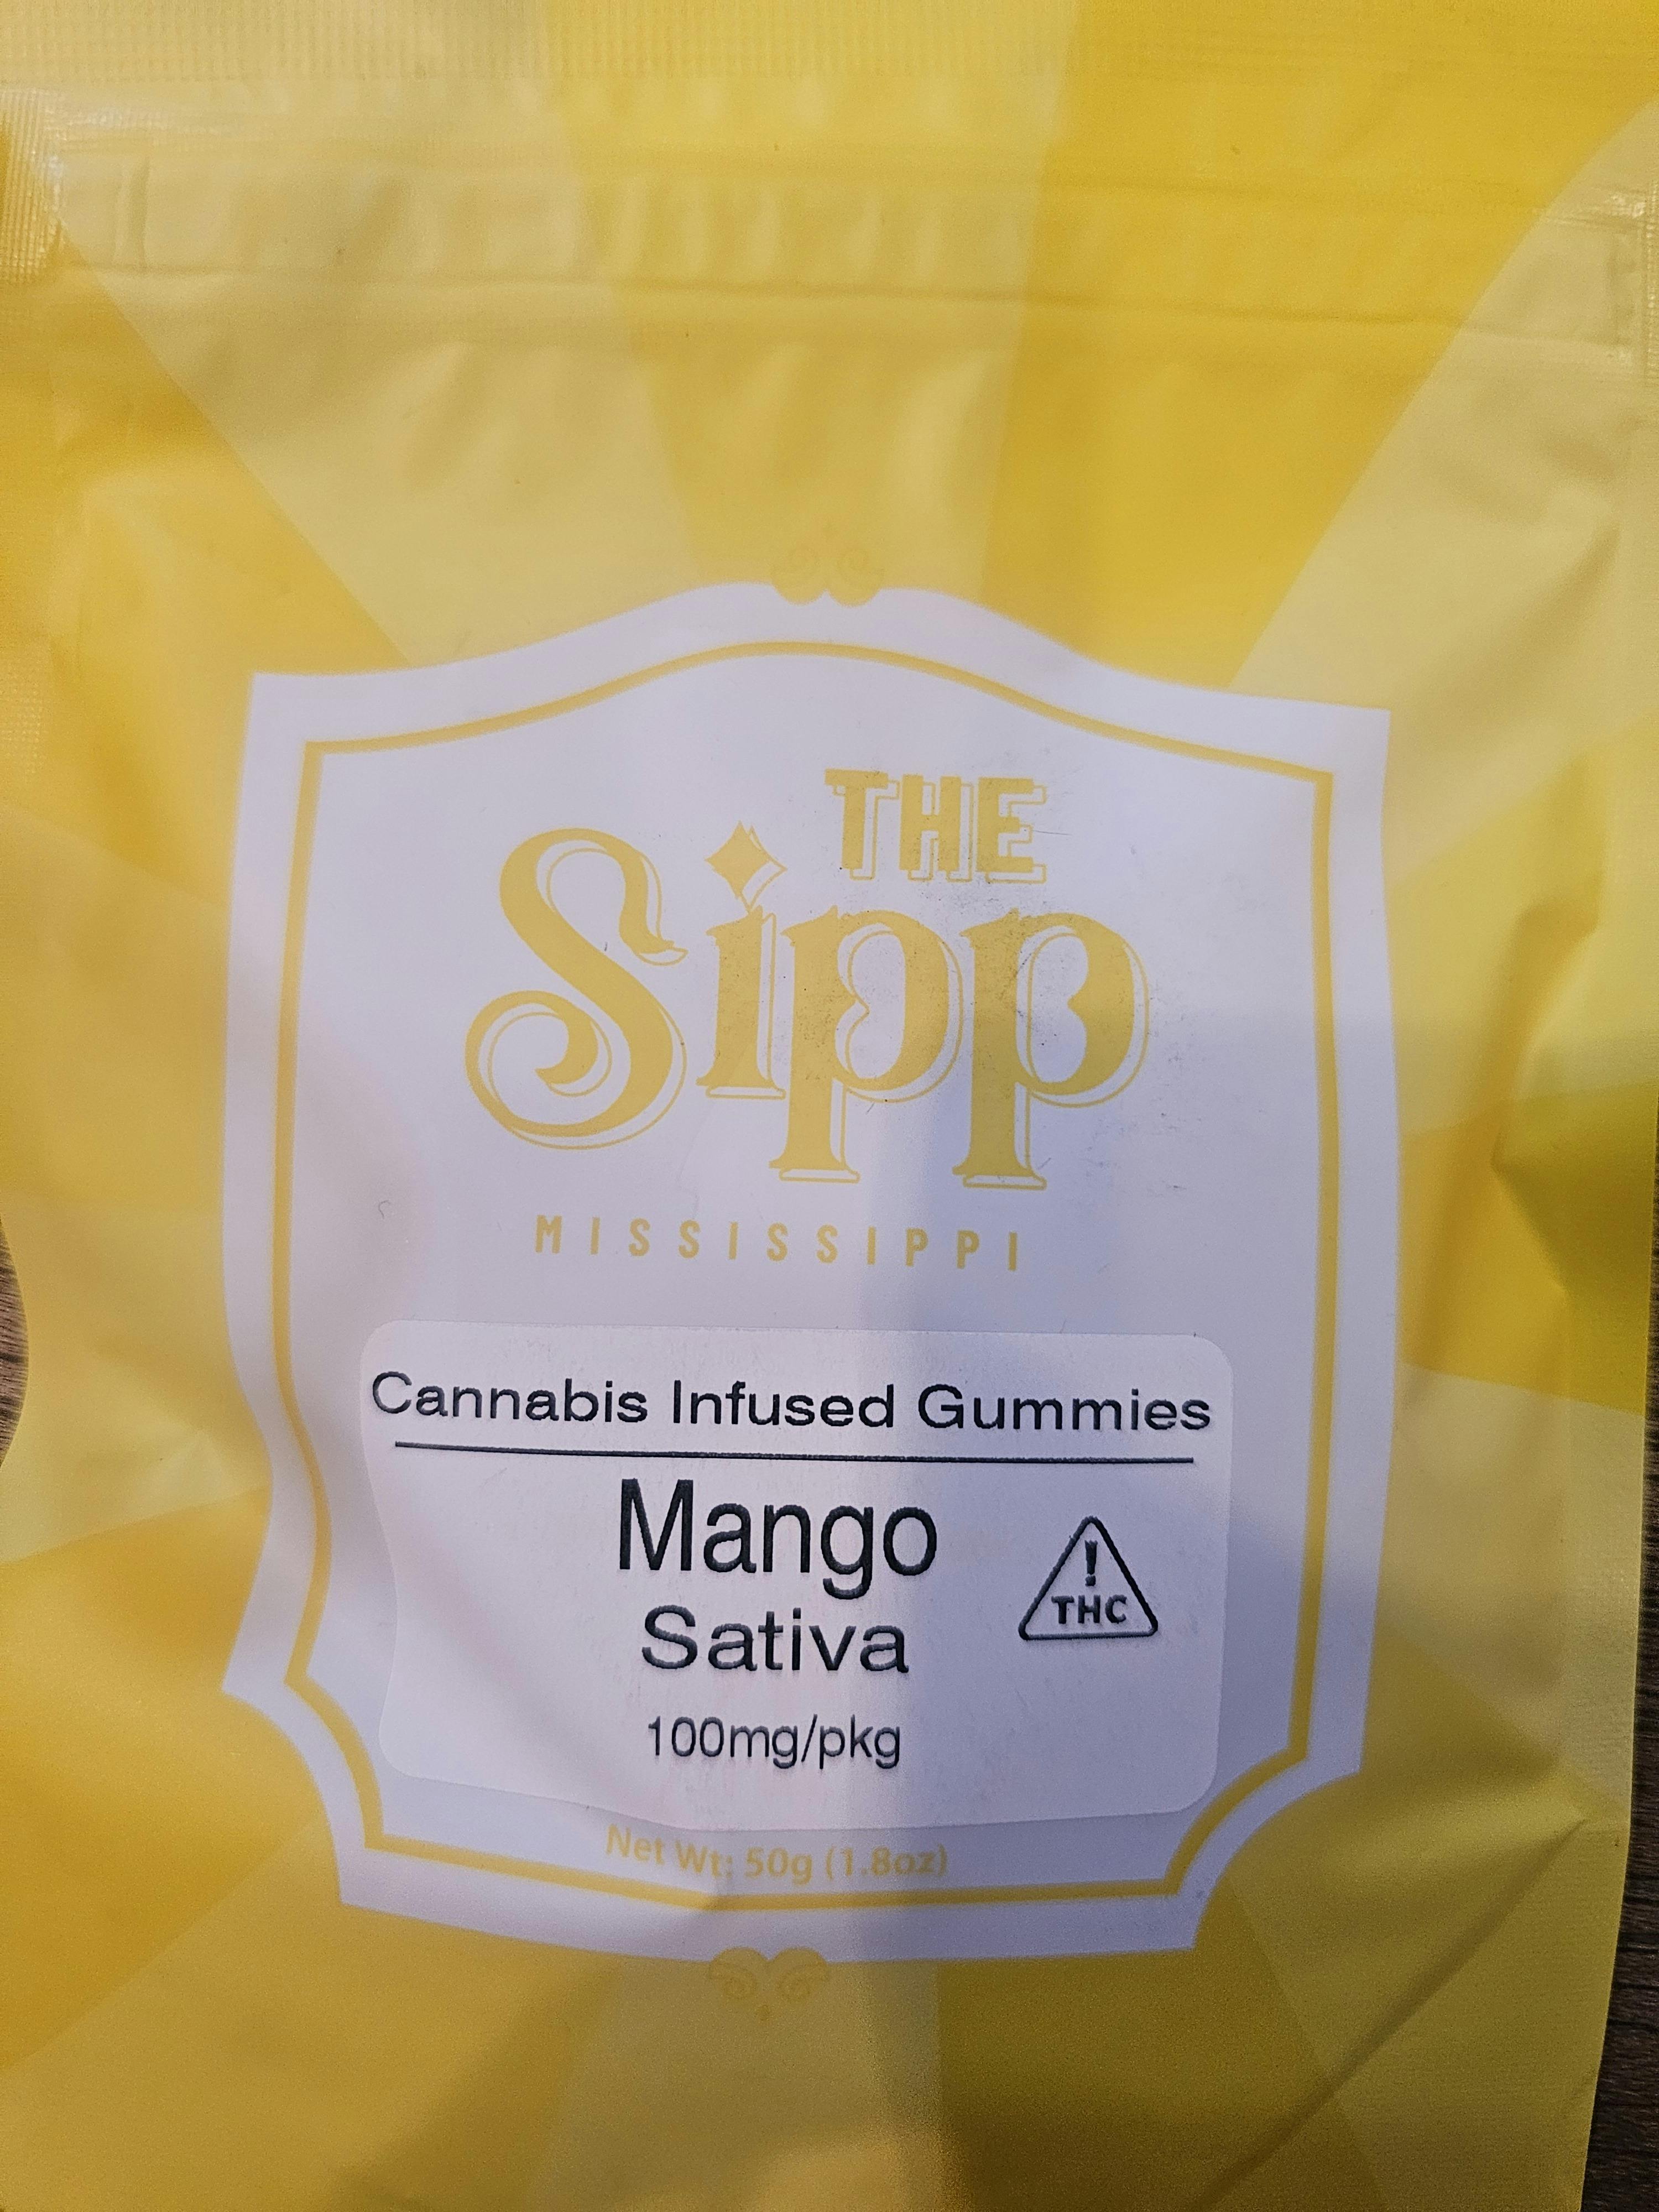 THE
Sipp
MISSISSIPPI
Cannabis Infused Gummies
Mango
Sativa
! THC
100mg/pkg
Net Wt: 50g (1.8oz)